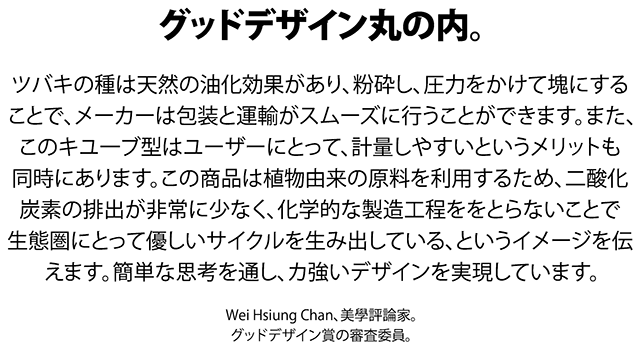 グッドデザイン丸の内。
ツバキの種は天然の油化効果があり、粉砕し、圧力をかけて塊にする
ことで、メーカーは包装と運輸がスムーズに行うことができます。また、
このキユーブ型はユーザーにとって、計量しやすいというメリットも
同時にあります。この商品は植物由来の原料を利用するため、二酸化
炭素の排出が非常に少なく、化学的な製造工程ををとらないことで
生態圏にとって優しいサイクルを生み出している、というイメージを伝
えます。簡単な思考を通し、力強いデザインを実現しています。
Wei Hsiung Chan、美學評論家。
グッドデザイン賞の審査委員。